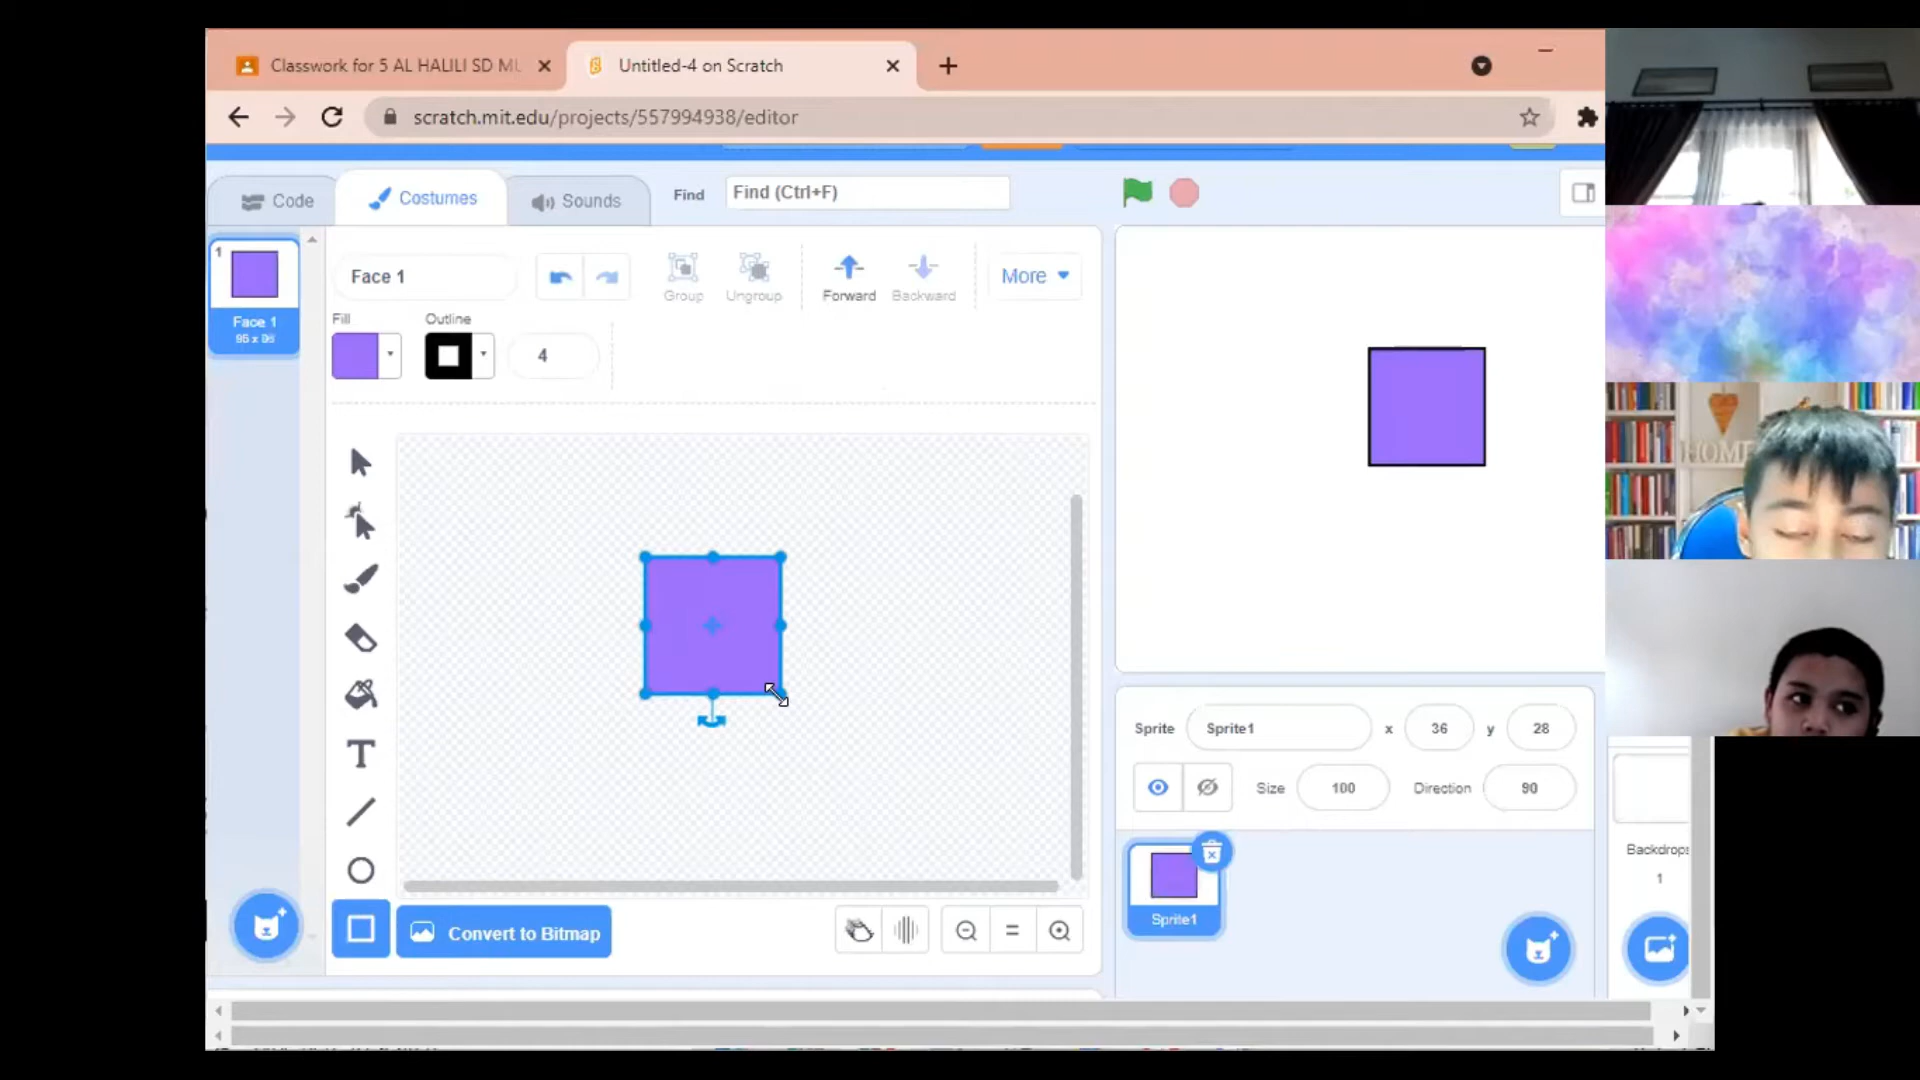 Classwork for 5 AL HALILI SD MU
Untitled-4 on Scratch
scratch.mit.edu/projects/557994938/editor
Code
Costumes
Sounds
Find
Find (Ctrl+F)
1
Face 1
Group
Ungroup
Forward
Backward
More
Face 1
Fill
Outline
4
T
HOME
Sprite
Sprite1
x
36
y
28
Size
100
Direction
90
Sprite1
Backdrops
1
Convert to Bitmap